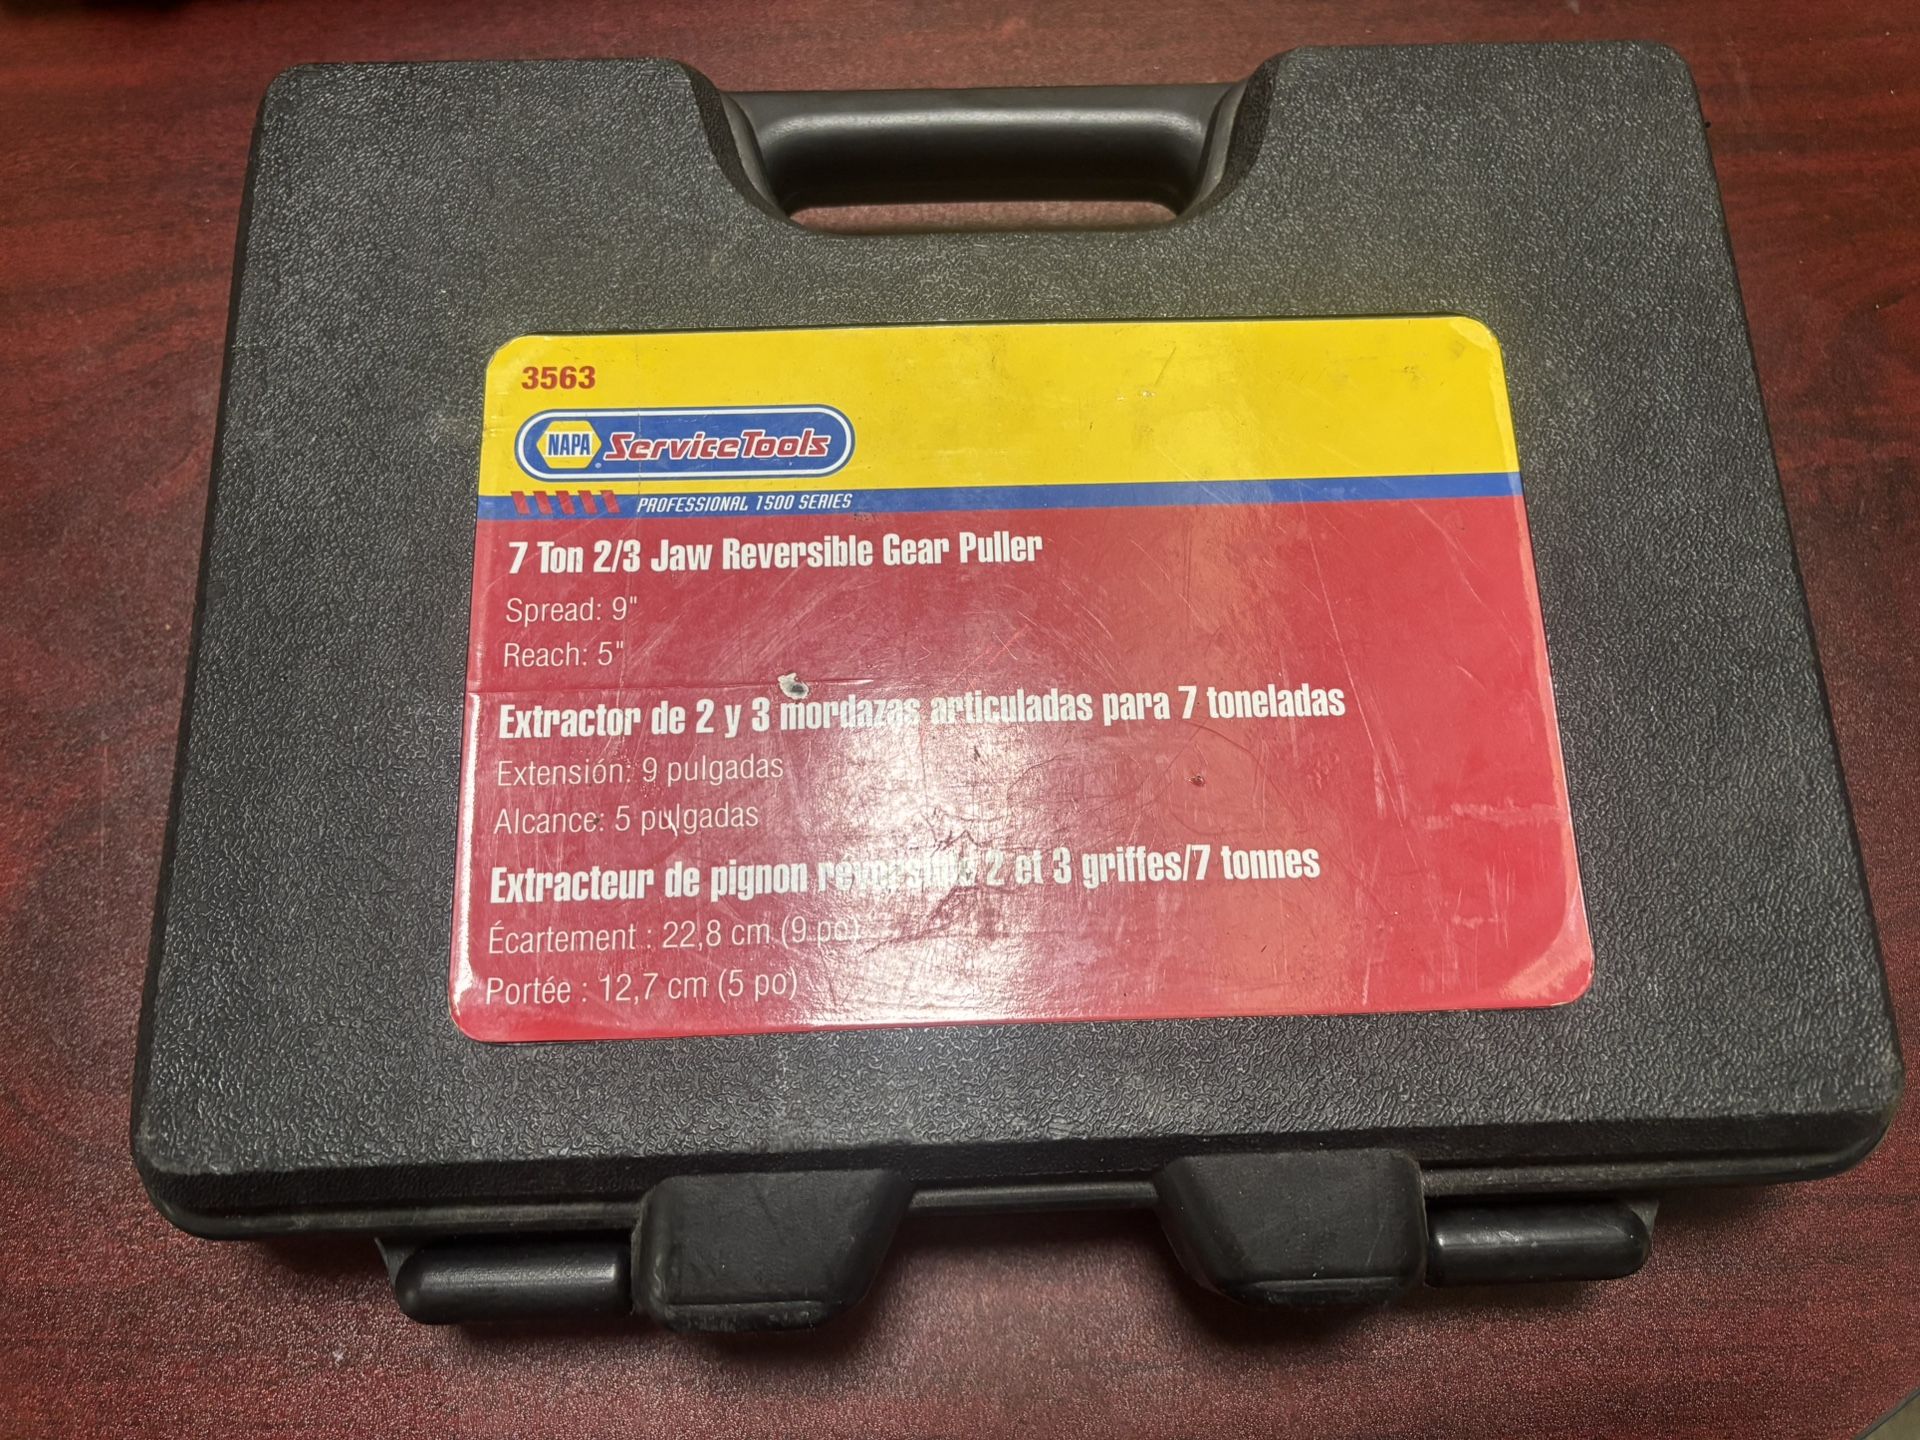 3563
NAPA ServiceTools
PROFESSIONAL 1500 SERIES
7 Ton 2/3 Jaw Reversible Gear Puller
Spread: 9"
Reach: 5"
Extractor de 2 y 3 mordazas articuladas para 7 toneladas
Extensión: 9 pulgadas
Alcance: 5 pulgadas
Extracteur de pignon réversible 2 et 3 griffes/7 tonnes
Écartement : 22,8 cm (9 po)
Portée : 12,7 cm (5 po)